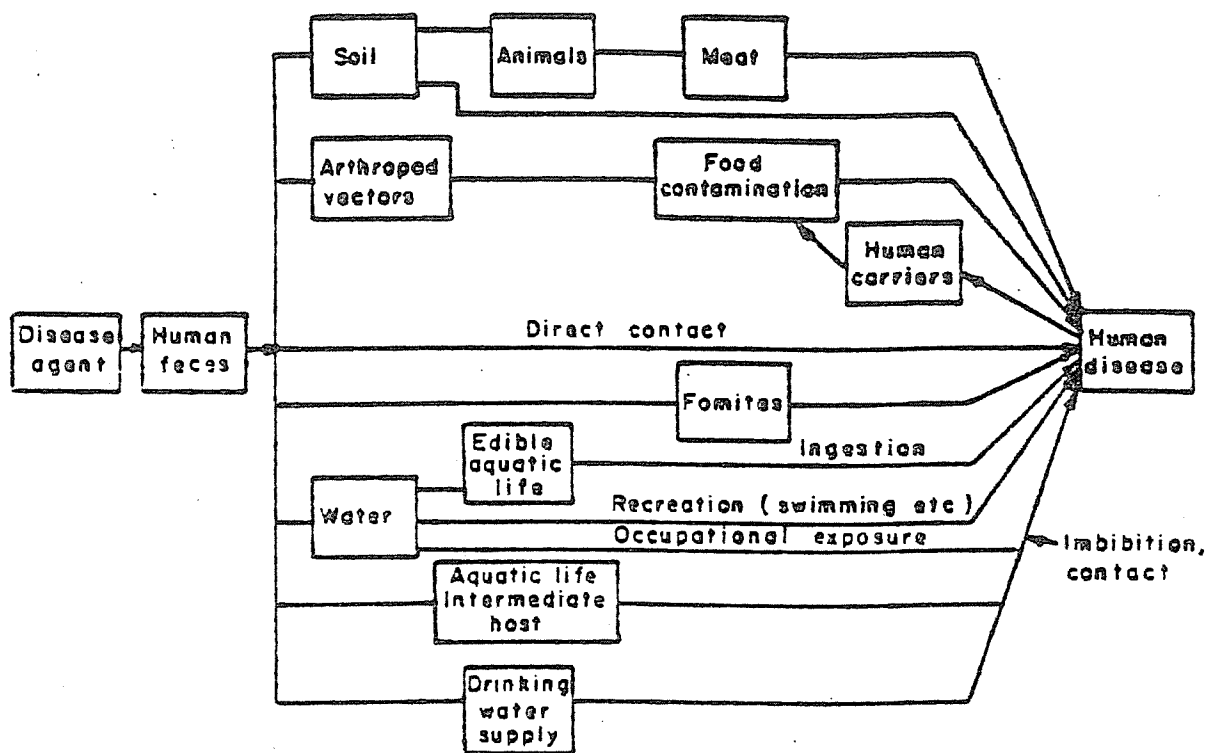 Soil
Animals
Meat
Arthropod
vectors
Food
contamination
Human
carriers
Disease
agent
Human
feces
Direct contact
Human
disease
Fomites
Edible
aquatic
life
Ingestion
Water
Recreation (swimming etc)
Occupational exposure
Imbibition,
contact
Aquatic life
Intermediate
host
Drinking
water
supply